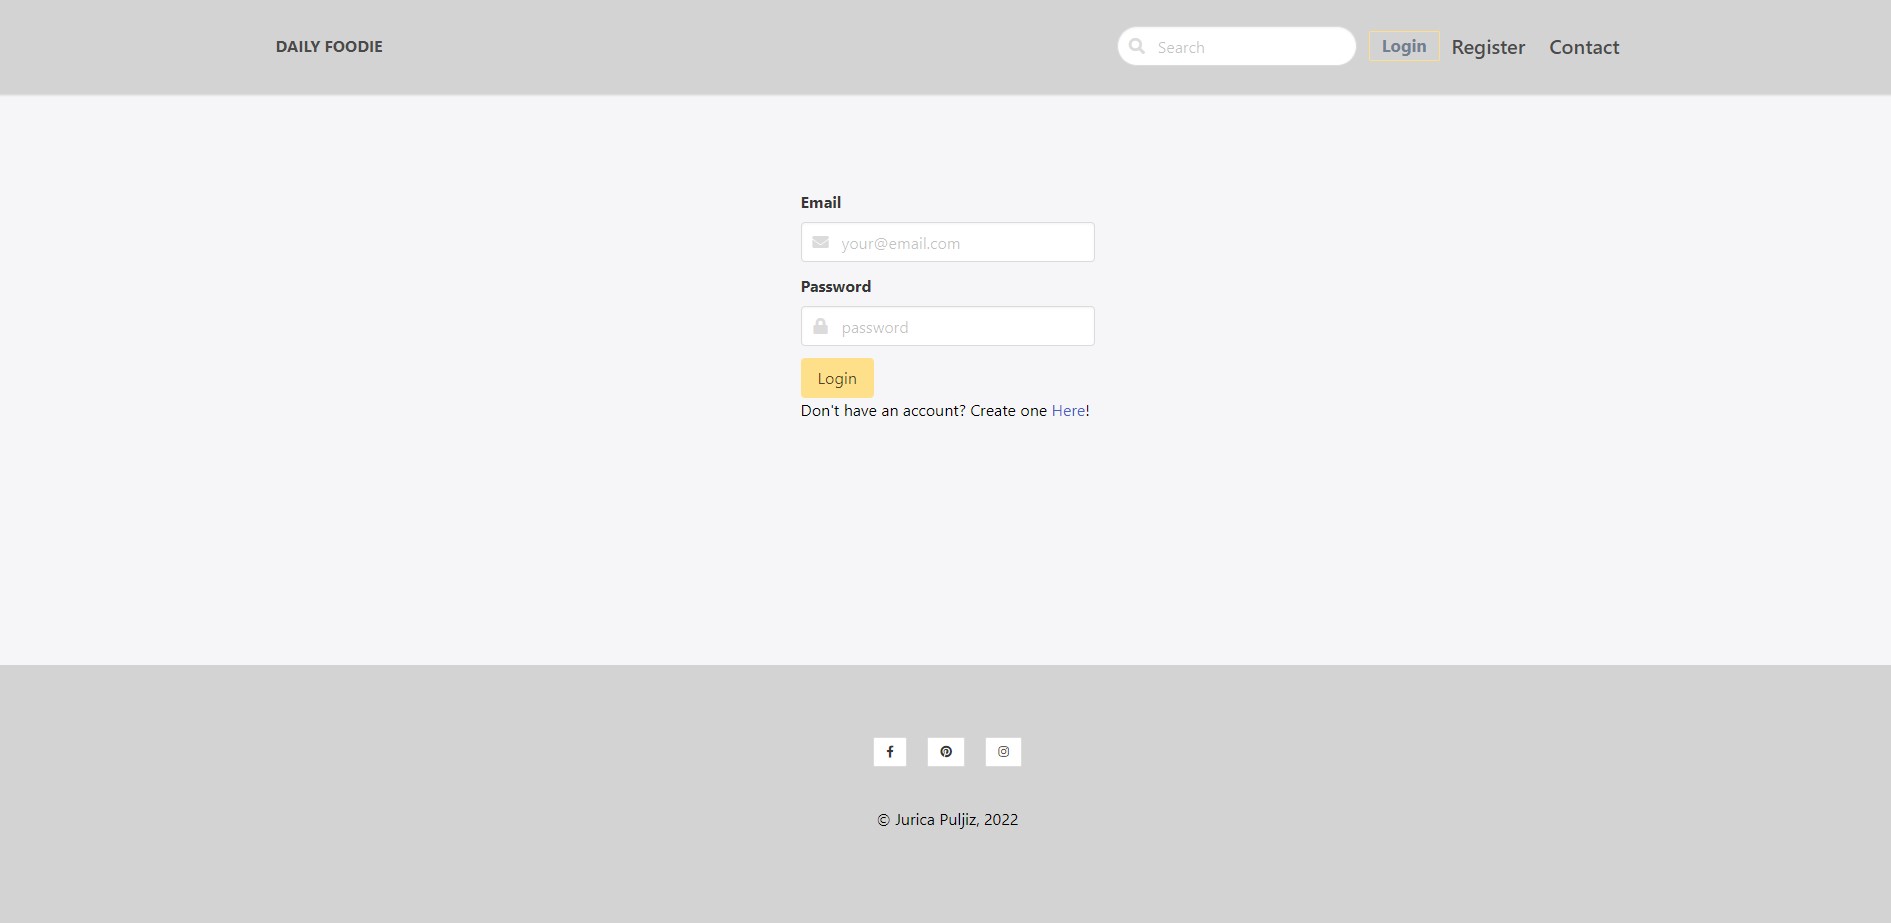 DAILY FOODIE
Search
Login
Register
Contact
Email
your@email.com
Password
password
Login
Don't have an account? Create one Here!
© Jurica Puljiz, 2022